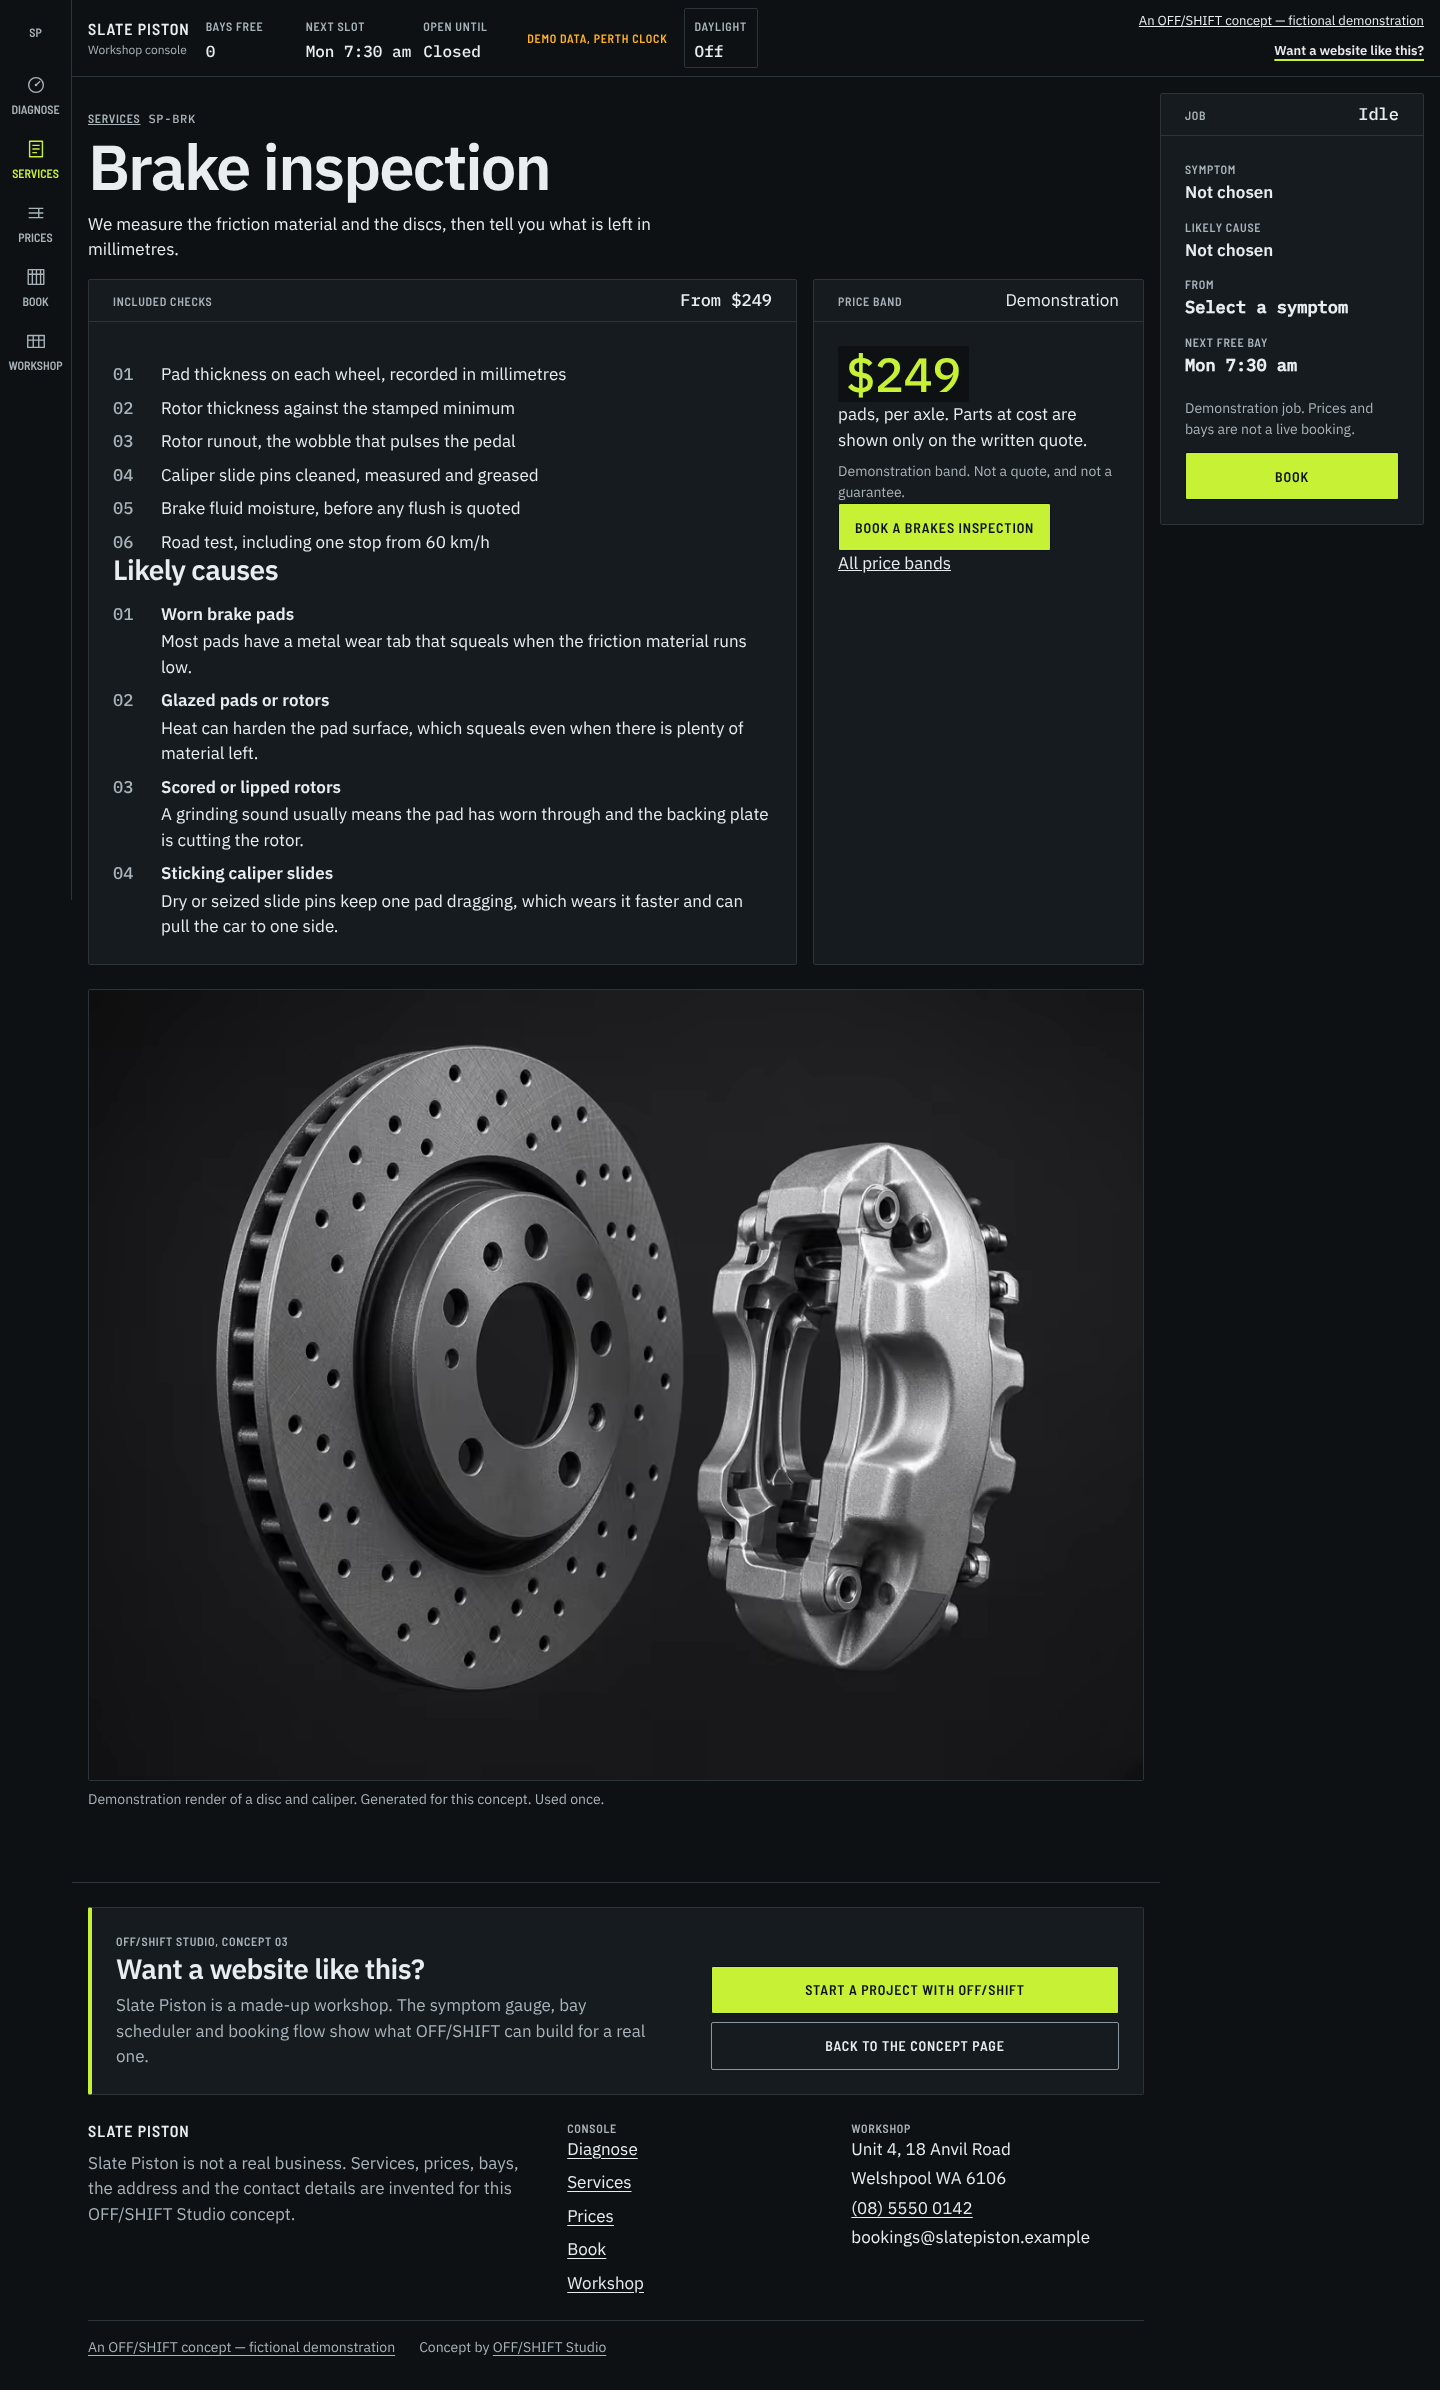 SP
DIAGNOSE
SERVICES
PRICES
BOOK
WORKSHOP
SLATE PISTON
Workshop console
BAYS FREE
0
NEXT SLOT
Mon 7:30 am
OPEN UNTIL
Closed
DEMO DATA, PERTH CLOCK
DAYLIGHT
Off
An OFF/SHIFT concept — fictional demonstration
Want a website like this?
SERVICES SP-BRK
Brake inspection
We measure the friction material and the discs, then tell you what is left in
millimetres.
INCLUDED CHECKS
From $249
01 Pad thickness on each wheel, recorded in millimetres
02 Rotor thickness against the stamped minimum
03 Rotor runout, the wobble that pulses the pedal
04 Caliper slide pins cleaned, measured and greased
05 Brake fluid moisture, before any flush is quoted
06 Road test, including one stop from 60 km/h
Likely causes
01 Worn brake pads
Most pads have a metal wear tab that squeals when the friction material runs
low.
02 Glazed pads or rotors
Heat can harden the pad surface, which squeals even when there is plenty of
material left.
03 Scored or lipped rotors
A grinding sound usually means the pad has worn through and the backing plate
is cutting the rotor.
04 Sticking caliper slides
Dry or seized slide pins keep one pad dragging, which wears it faster and can
pull the car to one side.
PRICE BAND
Demonstration
$249
pads, per axle. Parts at cost are
shown only on the written quote.
Demonstration band. Not a quote, and not a
guarantee.
BOOK A BRAKES INSPECTION
All price bands
JOB
Idle
SYMPTOM
Not chosen
LIKELY CAUSE
Not chosen
FROM
Select a symptom
NEXT FREE BAY
Mon 7:30 am
Demonstration job. Prices and
bays are not a live booking.
BOOK
Demonstration render of a disc and caliper. Generated for this concept. Used once.
OFF/SHIFT STUDIO, CONCEPT 03
Want a website like this?
Slate Piston is a made-up workshop. The symptom gauge, bay
scheduler and booking flow show what OFF/SHIFT can build for a real
one.
START A PROJECT WITH OFF/SHIFT
BACK TO THE CONCEPT PAGE
SLATE PISTON
Slate Piston is not a real business. Services, prices, bays,
the address and the contact details are invented for this
OFF/SHIFT Studio concept.
CONSOLE
Diagnose
Services
Prices
Book
Workshop
WORKSHOP
Unit 4, 18 Anvil Road
Welshpool WA 6106
(08) 5550 0142
bookings@slatepiston.example
An OFF/SHIFT concept — fictional demonstration
Concept by OFF/SHIFT Studio